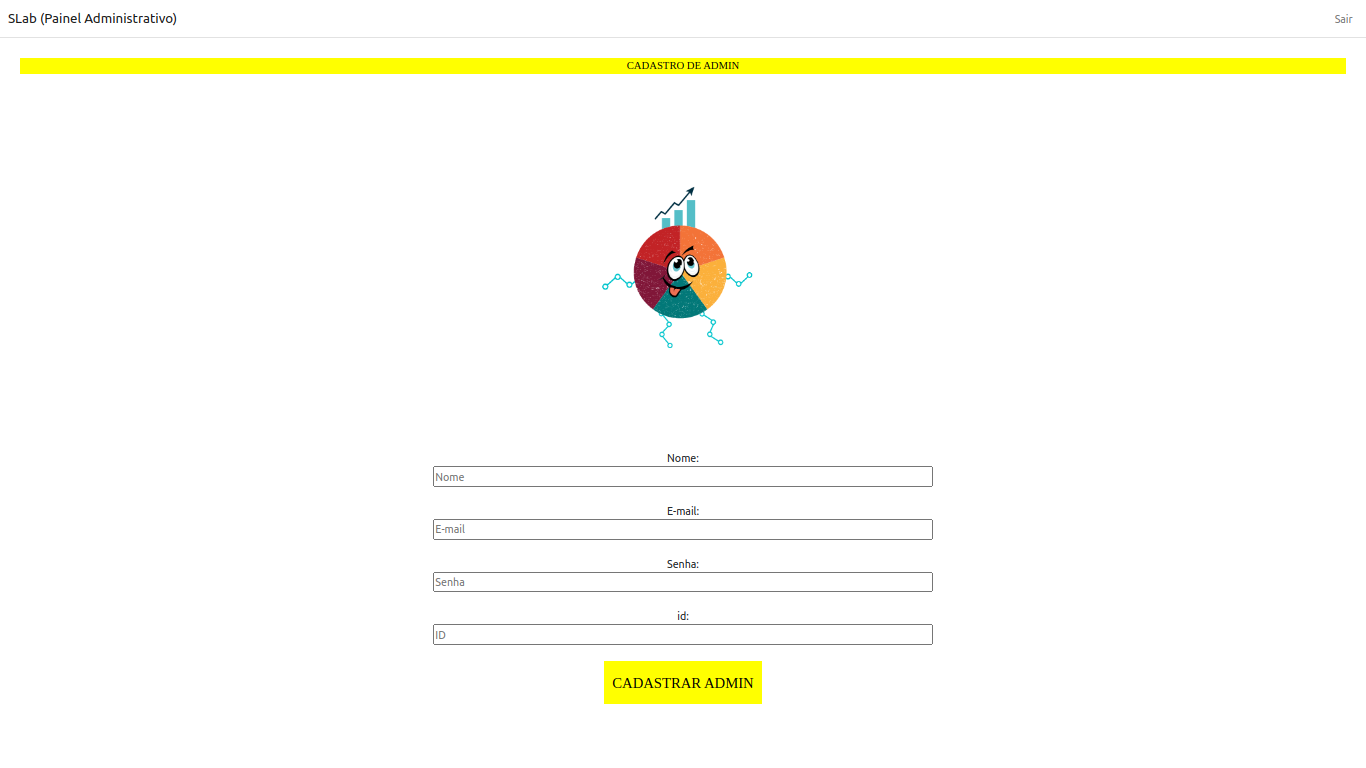 SLab (Painel Administrativo)
Sair
CADASTRO DE ADMIN
Nome:
Nome
E-mail:
E-mail
Senha:
Senha
id:
ID
CADASTRAR ADMIN